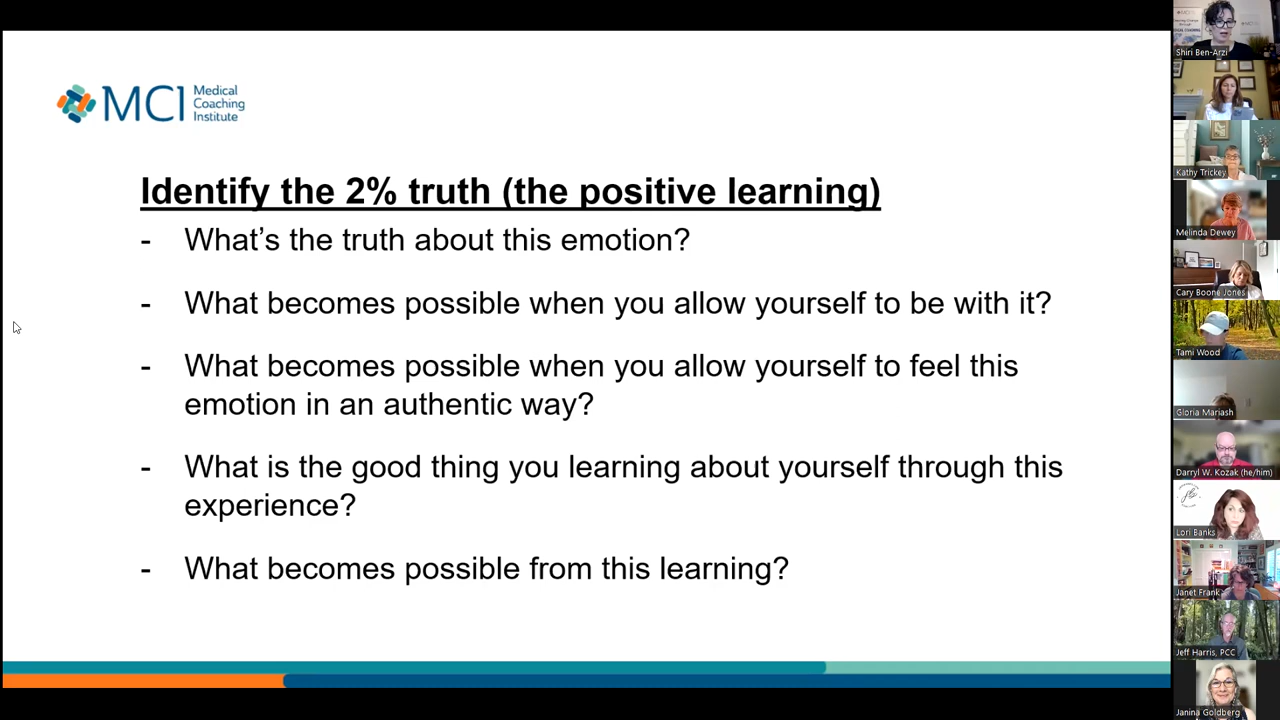 MCI Medical
Coaching
Institute
Identify the 2% truth (the positive learning)
- What's the truth about this emotion?
- What becomes possible when you allow yourself to be with it?
- What becomes possible when you allow yourself to feel this
emotion in an authentic way?
- What is the good thing you learning about yourself through this
experience?
- What becomes possible from this learning?
Shiri Ben-Arzi
Kathy Trickey
Melinda Dewey
Cary Boone Jones
Tami Wood
Gloria Mariash
Darryl W. Kozak (he/him)
Lori Banks
Janet Frank
Jeff Harris, PCC
Janina Goldberg